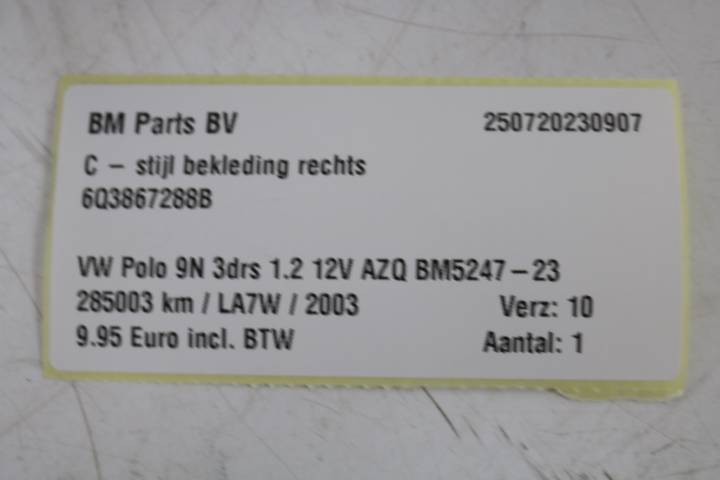 BM Parts BV 250720230907
C - stijl bekleding rechts
6Q3867288B
VW Polo 9N 3drs 1.2 12V AZQ BM5247-23
285003 km / LA7W / 2003 Verz: 10
9.95 Euro incl. BTW Aantal: 1